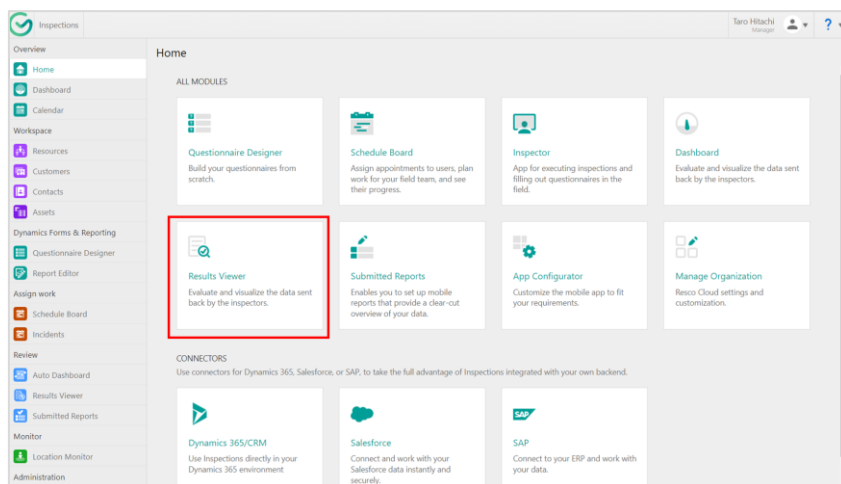 Inspections
Taro Hitachi
Manager
?
Overview
Home
Dashboard
Calendar
Workspace
Resources
Customers
Contacts
Assets
Dynamics Forms & Reporting
Questionnaire Designer
Report Editor
Assign work
Schedule Board
Incidents
Review
Auto Dashboard
Results Viewer
Submitted Reports
Monitor
Location Monitor
Administration
Home
ALL MODULES
Questionnaire Designer
Build your questionnaires from
scratch.
Schedule Board
Assign appointments to users, plan
work for your field team, and see
their progress.
Inspector
App for executing inspections and
filling out questionnaires in the
field.
Dashboard
Evaluate and visualize the data sent
back by the inspectors.
Results Viewer
Evaluate and visualize the data sent
back by the inspectors.
Submitted Reports
Enables you to set up mobile
reports that provide a clear-cut
overview of your data.
App Configurator
Customize the mobile app to fit
your requirements.
Manage Organization
Resco Cloud settings and
customization.
CONNECTORS
Use connectors for Dynamics 365, Salesforce, or SAP, to take the full advantage of Inspections integrated with your own backend.
Dynamics 365/CRM
Use Inspections directly in your
Dynamics 365 environment
Salesforce
Connect and work with your
Salesforce data instantly and
securely.
SAP
SAP
Connect to your ERP and work with
your data.